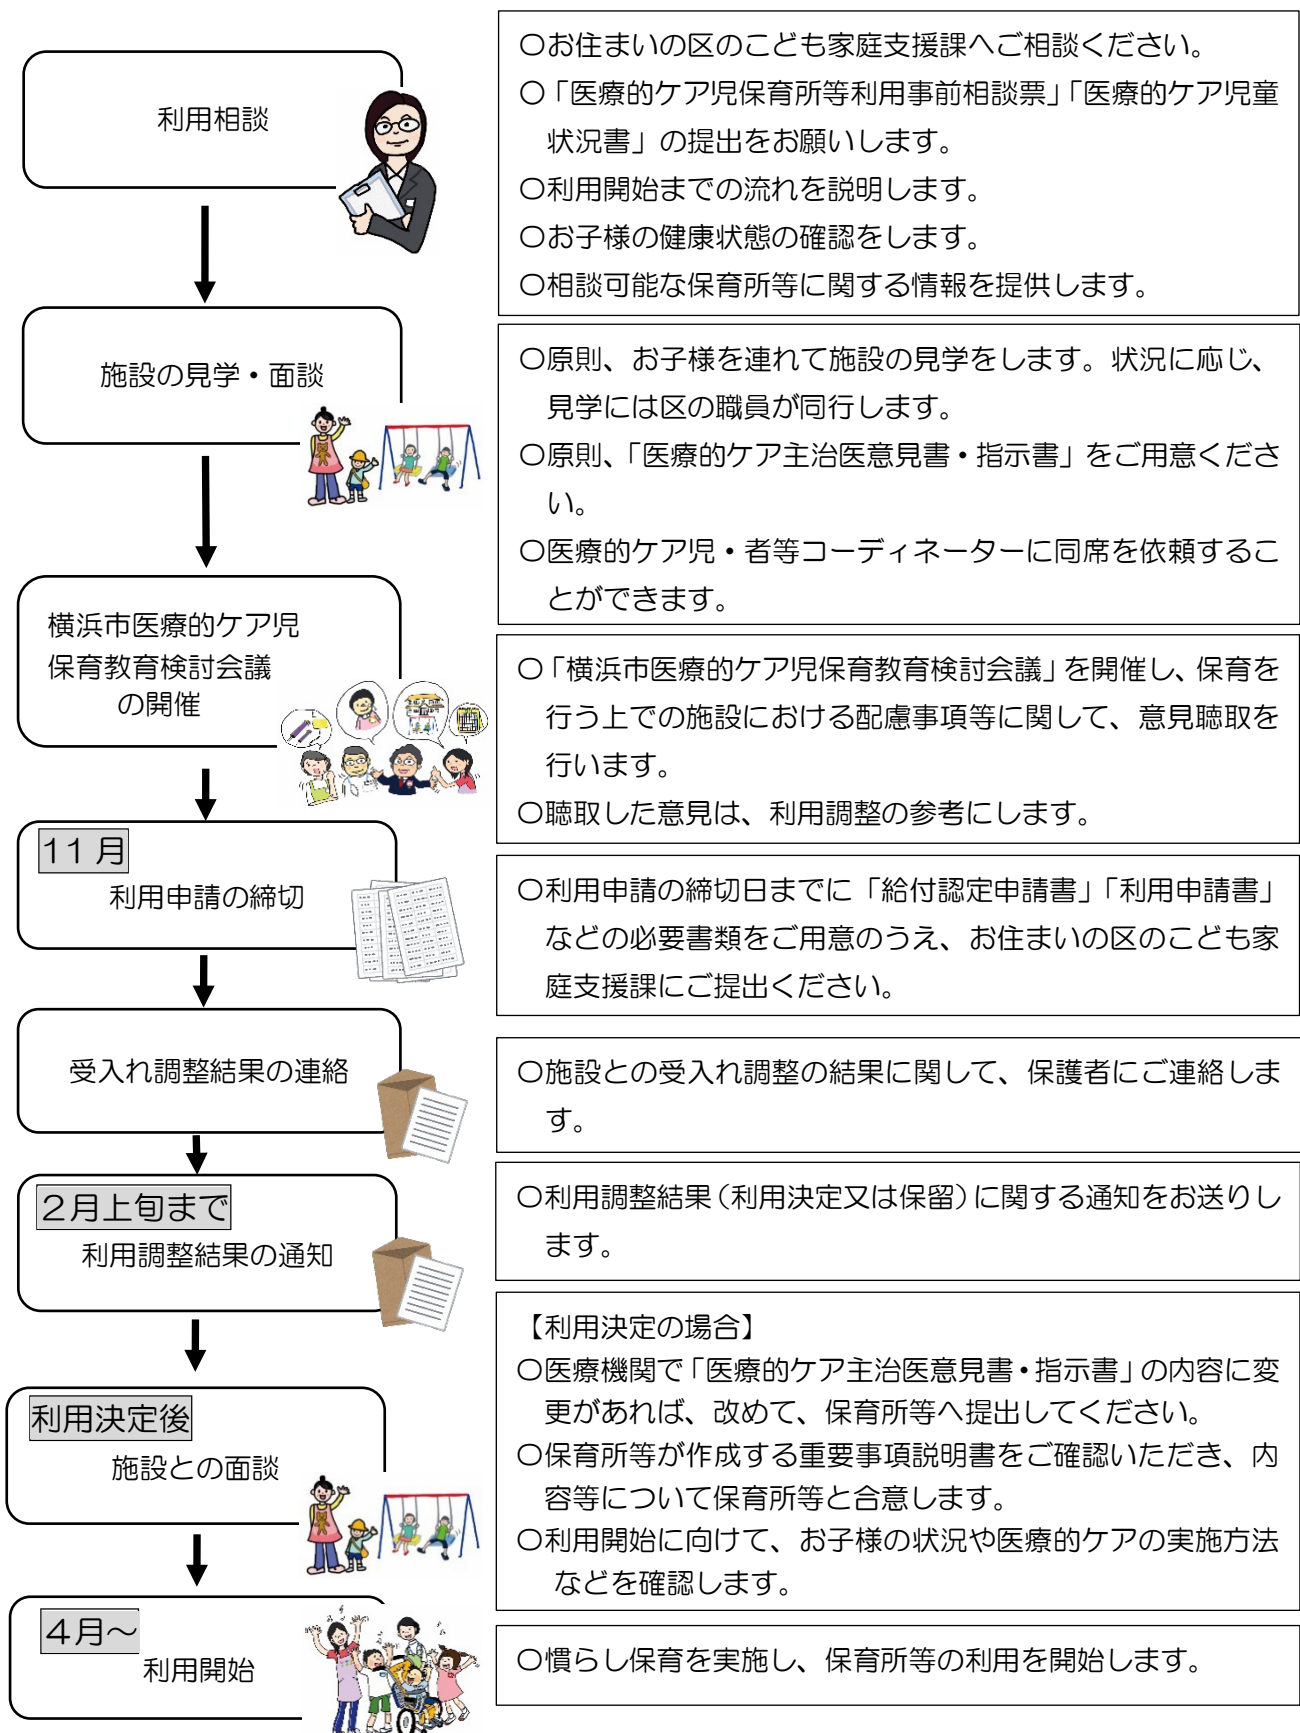 利用相談
〇お住まいの区のこども家庭支援課へご相談ください。
〇「医療的ケア児保育所等利用事前相談票」「医療的ケア児童
状況書」の提出をお願いします。
〇利用開始までの流れを説明します。
〇お子様の健康状態の確認をします。
〇相談可能な保育所等に関する情報を提供します。
施設の見学・面談
〇原則、お子様を連れて施設の見学をします。状況に応じ、
見学には区の職員が同行します。
〇原則、「医療的ケア主治医意見書・指示書」をご用意くださ
い。
〇医療的ケア児・者等コーディネーターに同席を依頼するこ
とができます。
横浜市医療的ケア児
保育教育検討会議
の開催
〇「横浜市医療的ケア児保育教育検討会議」を開催し、保育を
行う上での施設における配慮事項等に関して、意見聴取を
行います。
〇聴取した意見は、利用調整の参考にします。
11月
利用申請の締切
〇利用申請の締切日までに「給付認定申請書」「利用申請書」
などの必要書類をご用意のうえ、お住まいの区のこども家
庭支援課にご提出ください。
受入れ調整結果の連絡
〇施設との受入れ調整の結果に関して、保護者にご連絡しま
す。
２月上旬まで
利用調整結果の通知
〇利用調整結果（利用決定又は保留）に関する通知をお送りし
ます。
利用決定後
施設との面談
【利用決定の場合】
〇医療機関で「医療的ケア主治医意見書・指示書」の内容に変
更があれば、改めて、保育所等へ提出してください。
〇保育所等が作成する重要事項説明書をご確認いただき、内
容等について保育所等と合意します。
〇利用開始に向けて、お子様の状況や医療的ケアの実施方法
などを確認します。
４月～
利用開始
〇慣らし保育を実施し、保育所等の利用を開始します。